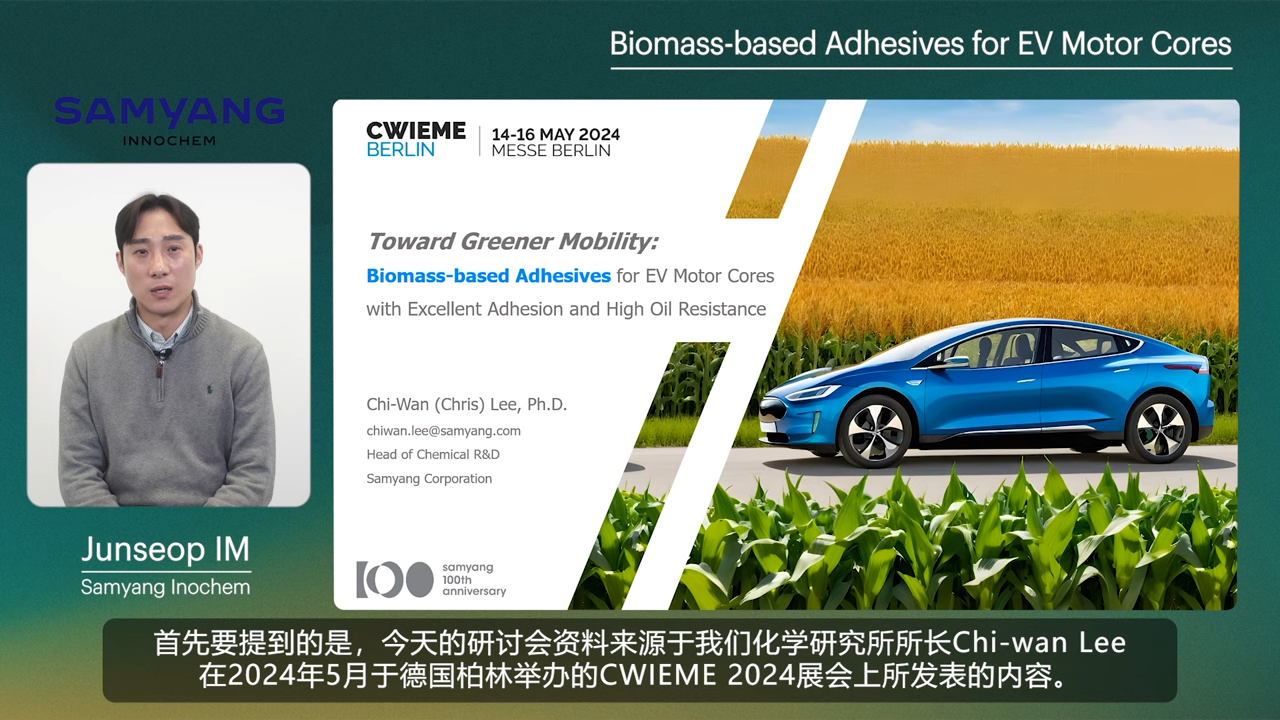 Biomass-based Adhesives for EV Motor Cores
SAMYANG
INNOCHEM
CWIEME
BERLIN
14-16 MAY 2024
MESSE BERLIN
Toward Greener Mobility:
Biomass-based Adhesives for EV Motor Cores
with Excellent Adhesion and High Oil Resistance
Chi-Wan (Chris) Lee, Ph.D.
chiwan.lee@samyang.com
Head of Chemical R&D
Samyang Corporation
100
samyang
100th
anniversary
Junseop IM
Samyang Inochem
首先要提到的是，今天的研讨会资料来源于我们化学研究所所长Chi-wan Lee
在2024年5月于德国柏林举办的CWIEME 2024展会上所发表的内容。